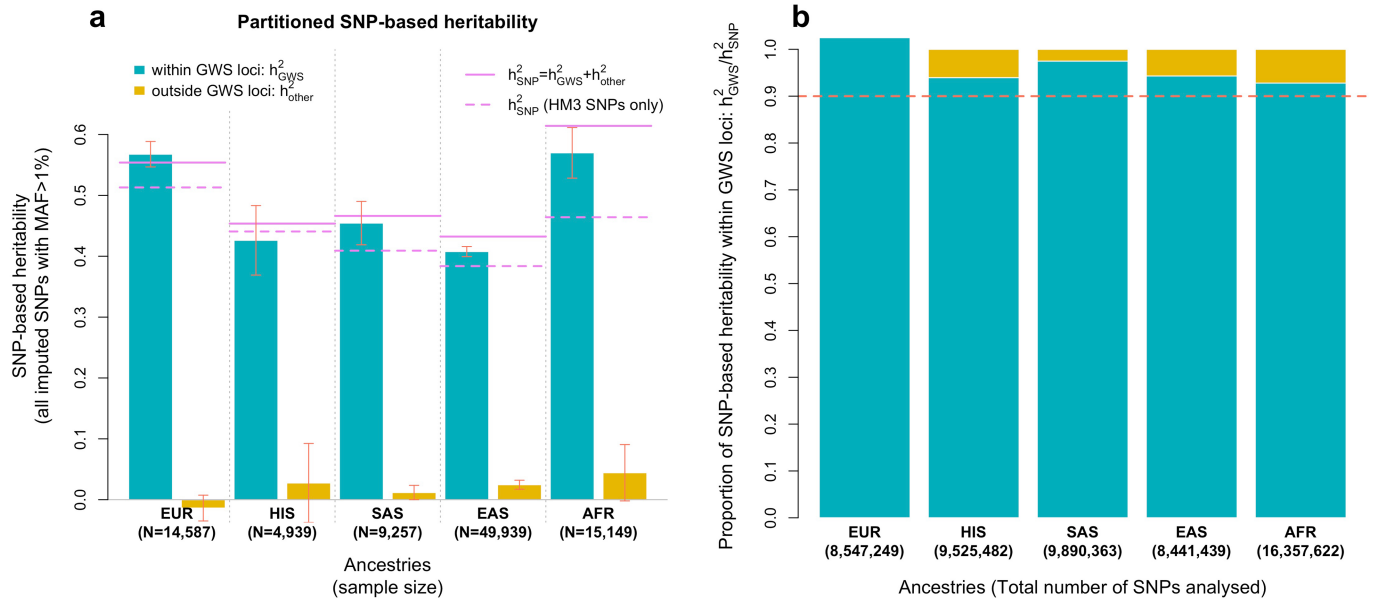 a
Partitioned SNP-based heritability
within GWS loci: h²GWS
outside GWS loci: h²other
h²SNP=h²GWS+h²other
h²SNP (HM3 SNPs only)
SNP-based heritability
(all imputed SNPs with MAF>1%)
0.6
0.5
0.4
0.3
0.2
0.1
0.0
EUR HIS SAS EAS AFR
(N=14,587) (N=4,939) (N=9,257) (N=49,939) (N=15,149)
Ancestries
(sample size)
b
Proportion of SNP-based heritability within GWS loci: h²GWS/h²SNP
1.0
0.9
0.8
0.7
0.6
0.5
0.4
0.3
0.2
0.1
0.0
EUR HIS SAS EAS AFR
(8,547,249) (9,525,482) (9,890,363) (8,441,439) (16,357,622)
Ancestries (Total number of SNPs analysed)